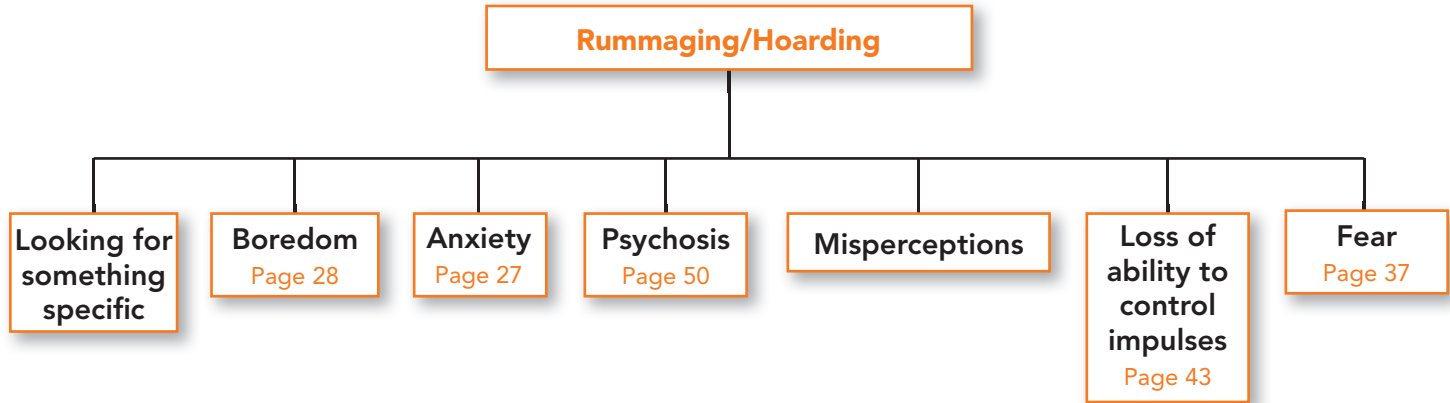 Rummaging/Hoarding
Looking for
something
specific
Boredom
Page 28
Anxiety
Page 27
Psychosis
Page 50
Misperceptions
Loss of
ability to
control
impulses
Page 43
Fear
Page 37